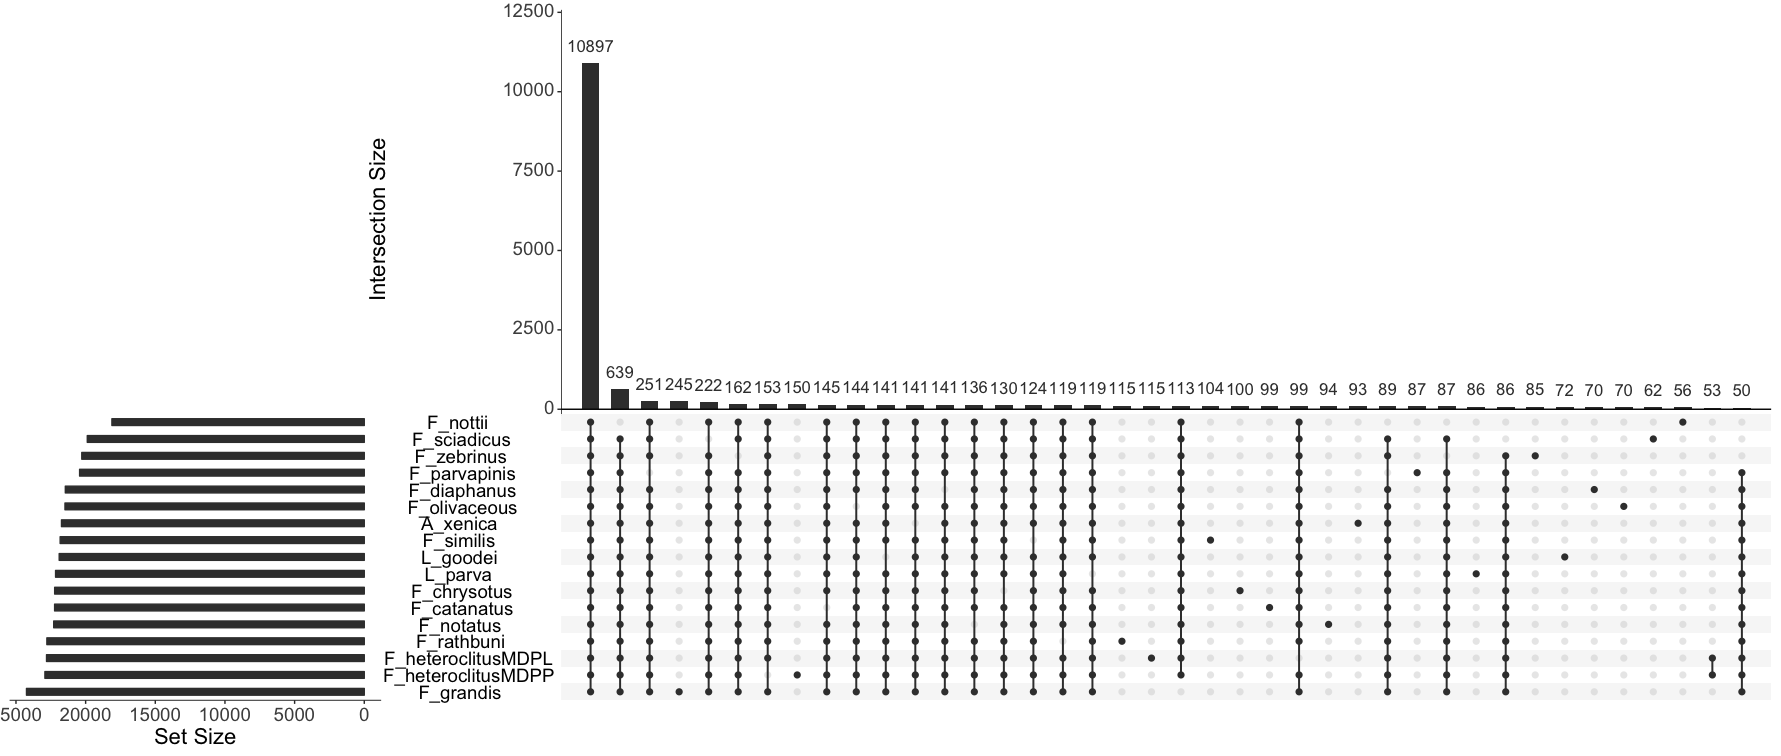 12500
10897
10000
7500
5000
2500
0
Intersection Size
639 251 245 222 162 153 150 145 144 141 141 141 136 130 124 119 119 115 115 113 104 100 99 99 94 93 89 87 87 86 86 85 72 70 70 62 56 53 50
F_nottii
F_sciadicus
F_zebrinus
F_parvapinis
F_diaphanus
F_olivaceous
A_xenica
F_similis
L_goodei
L_parva
F_chrysotus
F_catanatus
F_notatus
F_rathbuni
F_heteroclitusMDPL
F_heteroclitusMDPP
F_grandis
5000 20000 15000 10000 5000 0
Set Size